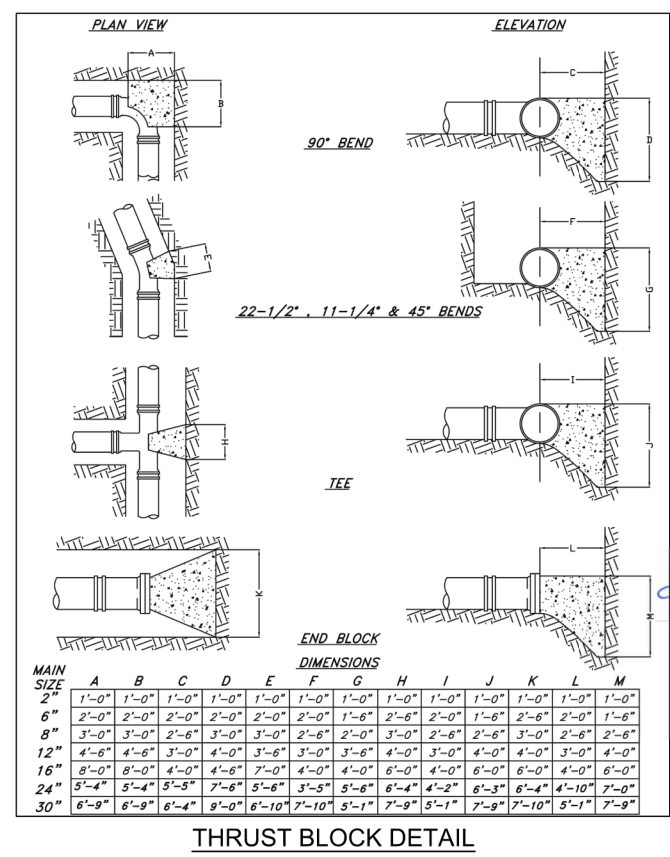 PLAN VIEW
ELEVATION
A
B
C
D
90° BEND
E
F
G
22-1/2° . 11-1/4° & 45° BENDS
H
I
J
TEE
K
L
M
END BLOCK
DIMENSIONS
MAIN SIZE A B C D E F G H I J K L M
2" 1'-0" 1'-0" 1'-0" 1'-0" 1'-0" 1'-0" 1'-0" 1'-0" 1'-0" 1'-0" 1'-0" 1'-0" 1'-0"
6" 2'-0" 2'-0" 2'-0" 2'-0" 2'-0" 2'-0" 1'-6" 2'-6" 2'-0" 1'-6" 2'-6" 2'-0" 1'-6"
8" 3'-0" 3'-0" 2'-6" 3'-0" 3'-0" 2'-6" 2'-0" 3'-0" 2'-6" 2'-6" 3'-0" 2'-6" 2'-6"
12" 4'-6" 4'-6" 3'-0" 4'-0" 3'-6" 3'-0" 3'-6" 4'-0" 3'-0" 4'-0" 4'-0" 3'-0" 4'-0"
16" 8'-0" 8'-0" 4'-0" 4'-6" 7'-0" 4'-0" 4'-0" 6'-0" 4'-0" 6'-0" 6'-0" 4'-0" 6'-0"
24" 5'-4" 5'-4" 5'-5" 7'-6" 5'-6" 3'-5" 5'-6" 6'-4" 4'-2" 6'-3" 6'-4" 4'-10" 7'-0"
30" 6'-9" 6'-9" 6'-4" 9'-0" 6'-10" 7'-10" 5'-1" 7'-9" 5'-1" 7'-9" 7'-10" 5'-1" 7'-9"
THRUST BLOCK DETAIL